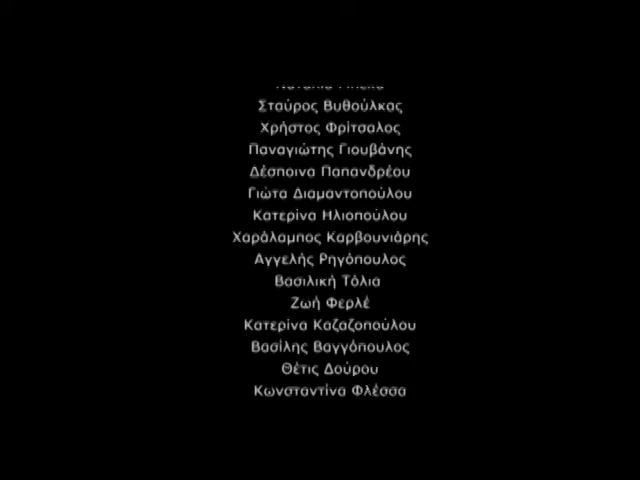 Σταύρος Βυθούλκας
Χρήστος Φρίτσαλος
Παναγιώτης Γιουβάνης
Δέσποινα Παπανδρέου
Γιώτα Διαμαντοπούλου
Κατερίνα Ηλιοπούλου
Χαράλαμπος Καρβουνιάρης
Αγγελής Ρηγόπουλος
Βασιλική Τόλια
Ζωή Φερλέ
Κατερίνα Καζαζοπούλου
Βασίλης Βαγγόπουλος
Θέτις Δούρου
Κωνσταντίνα Φλέσσα